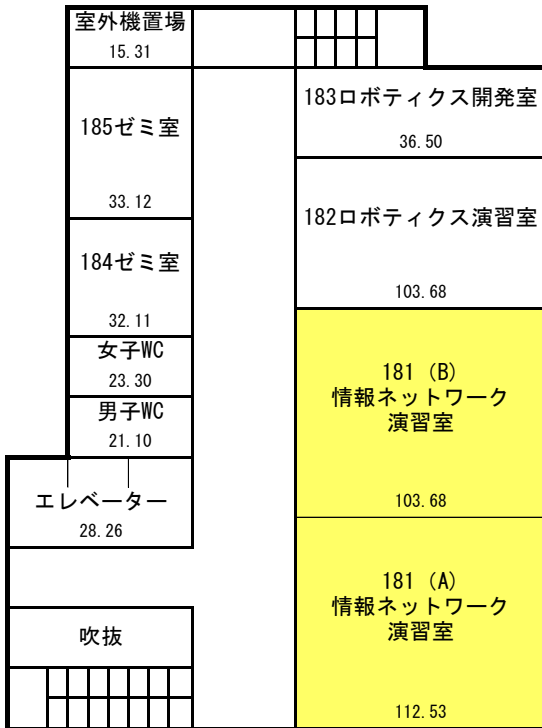 室外機置場
15.31
185ゼミ室
33.12
184ゼミ室
32.11
女子WC
23.30
男子WC
21.10
エレベーター
28.26
吹抜
183ロボティクス開発室
36.50
182ロボティクス演習室
103.68
181 (B)
情報ネットワーク
演習室
103.68
181 (A)
情報ネットワーク
演習室
112.53